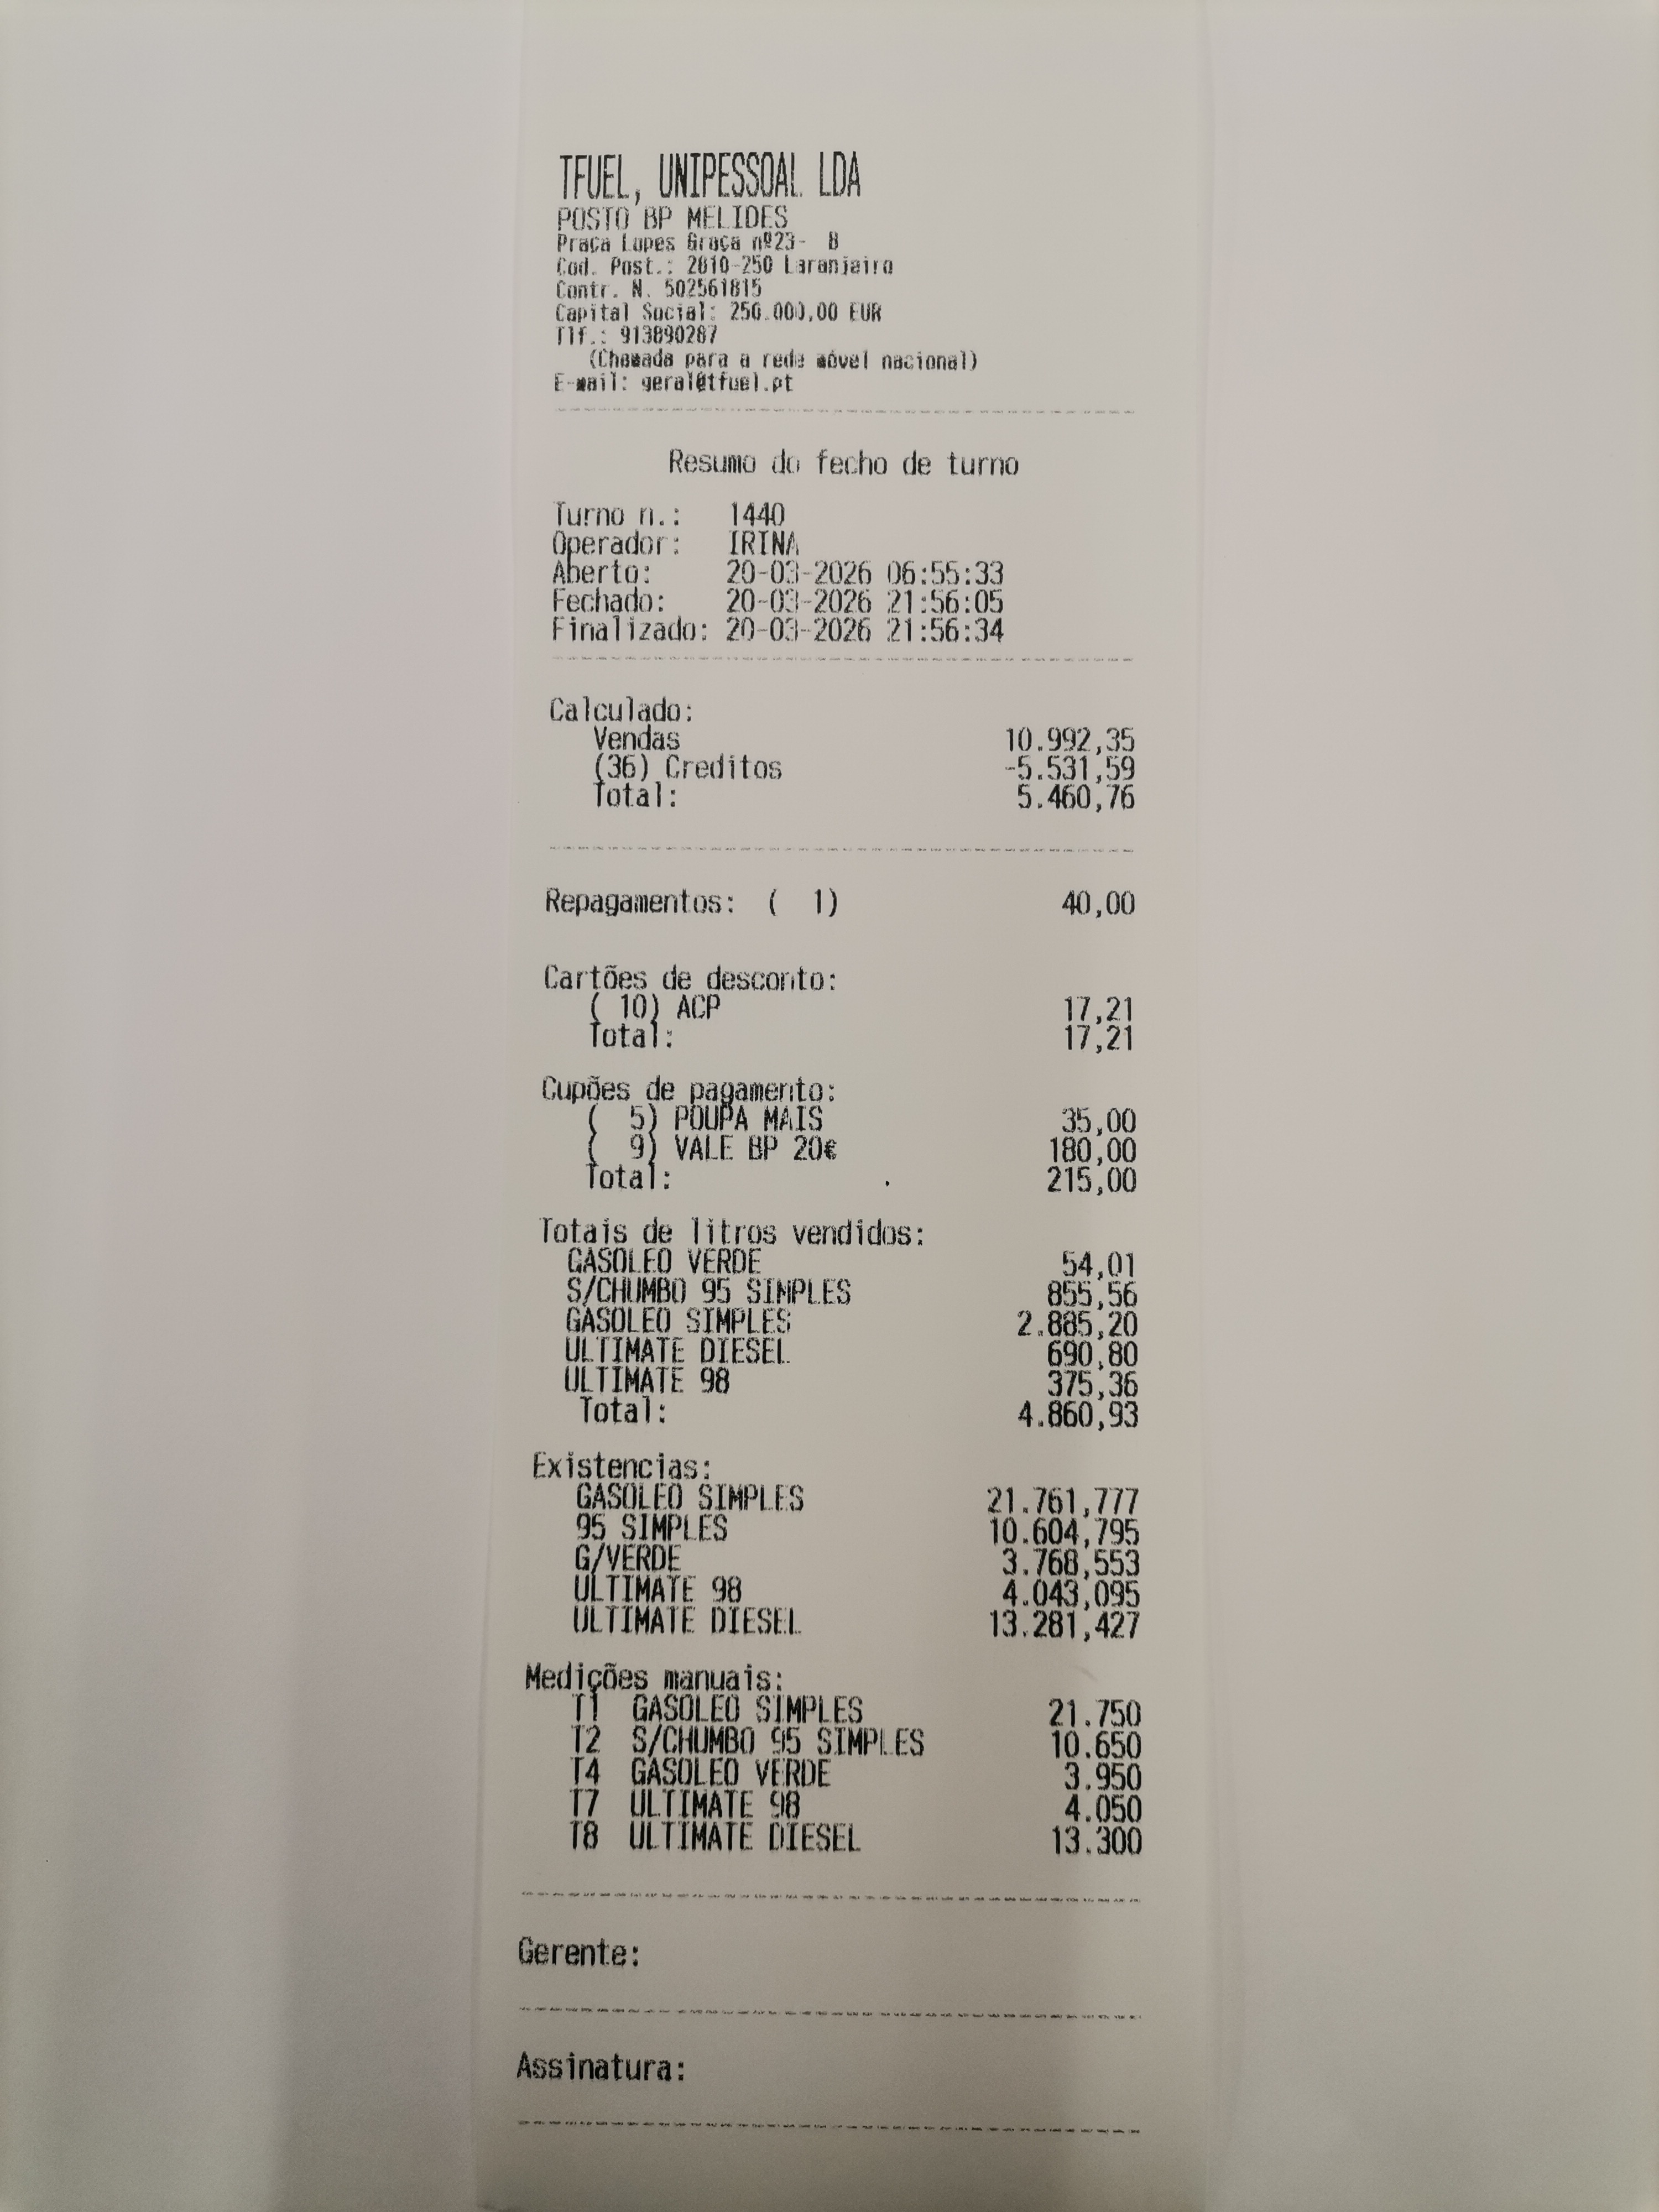 TFUEL, UNIPESSOAL LDA
POSTO BP MELIDES
Praça Lopes Graça nº23-  B
Cod. Post.: 2810-250 Laranjeiro
Contr. N. 502561815
Capital Social: 250.000,00 EUR
Tlf.: 913890287
(Chamada para a rede móvel nacional)
E-mail: geral@tfuel.pt
Resumo do fecho de turno
Turno n.: 1440
Operador: IRINA
Aberto: 20-03-2026 06:55:33
Fechado: 20-03-2026 21:56:05
Finalizado: 20-03-2026 21:56:34
Calculado:
Vendas 10.992,35
(36) Creditos -5.531,59
Total: 5.460,76
Repagamentos: ( 1) 40,00
Cartões de desconto:
( 10) ACP 17,21
Total: 17,21
Cupões de pagamento:
( 5) POUPA MAIS 35,00
( 9) VALE BP 20€ 180,00
Total: 215,00
Totais de litros vendidos:
GASOLEO VERDE 54,01
S/CHUMBO 95 SIMPLES 855,56
GASOLEO SIMPLES 2.885,20
ULTIMATE DIESEL 690,80
ULTIMATE 98 375,36
Total: 4.860,93
Existencias:
GASOLEO SIMPLES 21.761,777
95 SIMPLES 10.604,795
G/VERDE 3.768,553
ULTIMATE 98 4.043,095
ULTIMATE DIESEL 13.281,427
Medições manuais:
T1 GASOLEO SIMPLES 21.750
T2 S/CHUMBO 95 SIMPLES 10.650
T4 GASOLEO VERDE 3.950
T7 ULTIMATE 98 4.050
T8 ULTIMATE DIESEL 13.300
Gerente:
Assinatura: